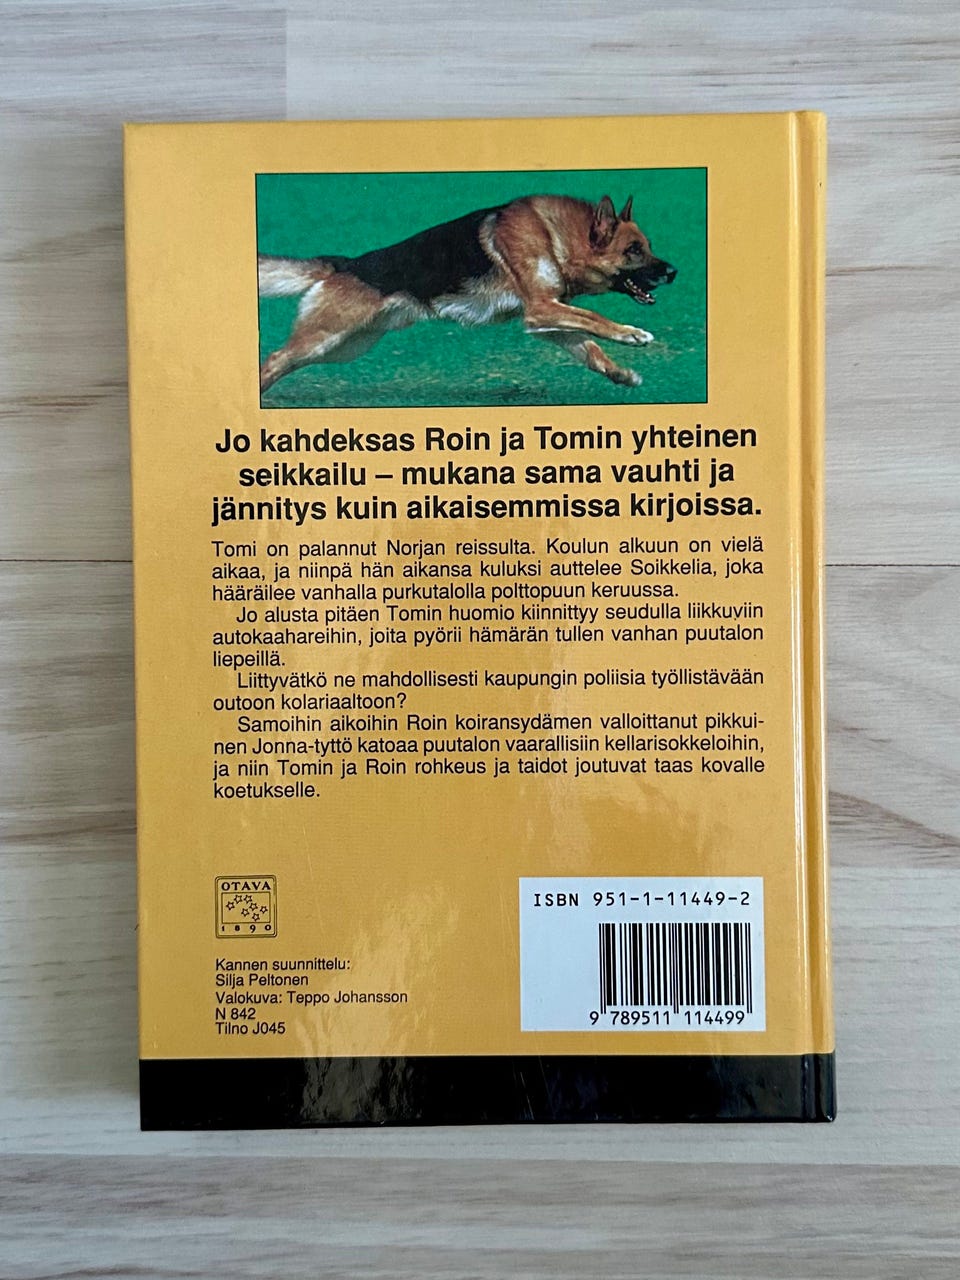 Jo kahdeksas Roin ja Tomin yhteinen
seikkailu – mukana sama vauhti ja
jännitys kuin aikaisemmissa kirjoissa.
Tomi on palannut Norjan reissulta. Koulun alkuun on vielä
aikaa, ja niinpä hän aikansa kuluksi auttelee Soikkelia, joka
hääräilee vanhalla purkutalolla polttopuun keruussa.
Jo alusta pitäen Tomin huomio kiinnittyy seudulla liikkuviin
autokaahareihin, joita pyörii hämärän tullen vanhan puutalon
liepeillä.
Liittyvätkö ne mahdollisesti kaupungin poliisia työllistävään
outoon kolariaaltoon?
Samoihin aikoihin Roin koiransydämen valloittanut pikkui-
nen Jonna-tyttö katoaa puutalon vaarallisiin kellarisokkeloihin,
ja niin Tomin ja Roin rohkeus ja taidot joutuvat taas kovalle
koetukselle.
OTAVA
1890
Kannen suunnittelu:
Silja Peltonen
Valokuva: Teppo Johansson
N 842
Tilno J045
ISBN 951-1-11449-2
9 789511 114499